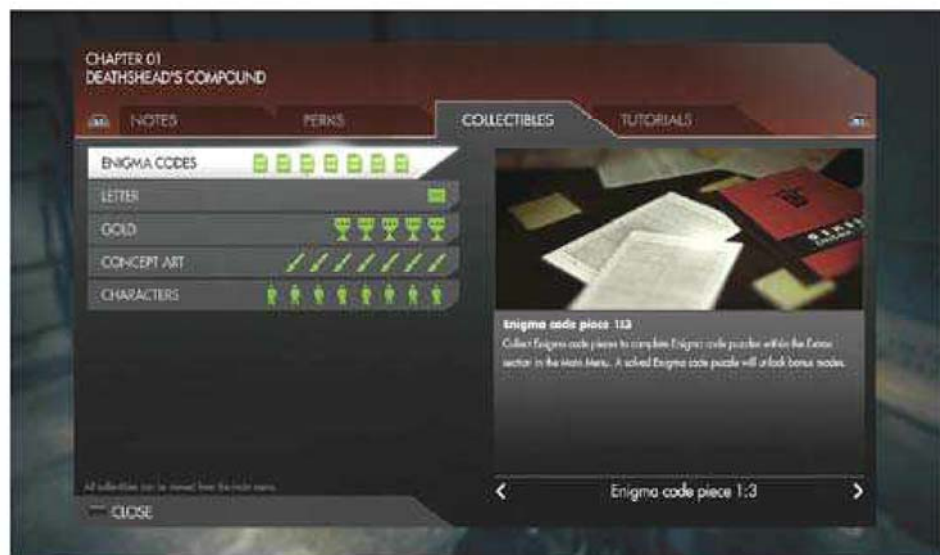 CHAPTER 01
DEATHSHEAD'S COMPOUND
NOTES
PERKS
COLLECTIBLES
TUTORIALS
ENIGMA CODES
LETTER
GOLD
CONCEPT ART
CHARACTERS
Enigma code piece 1:3
Collect Enigma code pieces to complete Enigma code puzzles within the Extras
section in the Main Menu. A solved Enigma code puzzle will unlock bonus modes.
All collectibles can be viewed from the main menu.
CLOSE
Enigma code piece 1:3